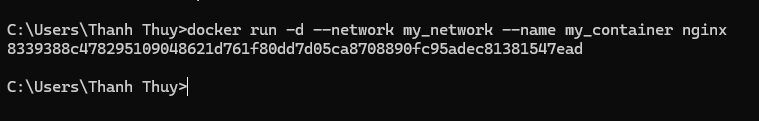 C:\Users\Thanh Thuy>docker run -d --network my_network --name my_container nginx
8339388c478295109048621d761f80dd7d05ca8708890fc95adec81381547ead
C:\Users\Thanh Thuy>